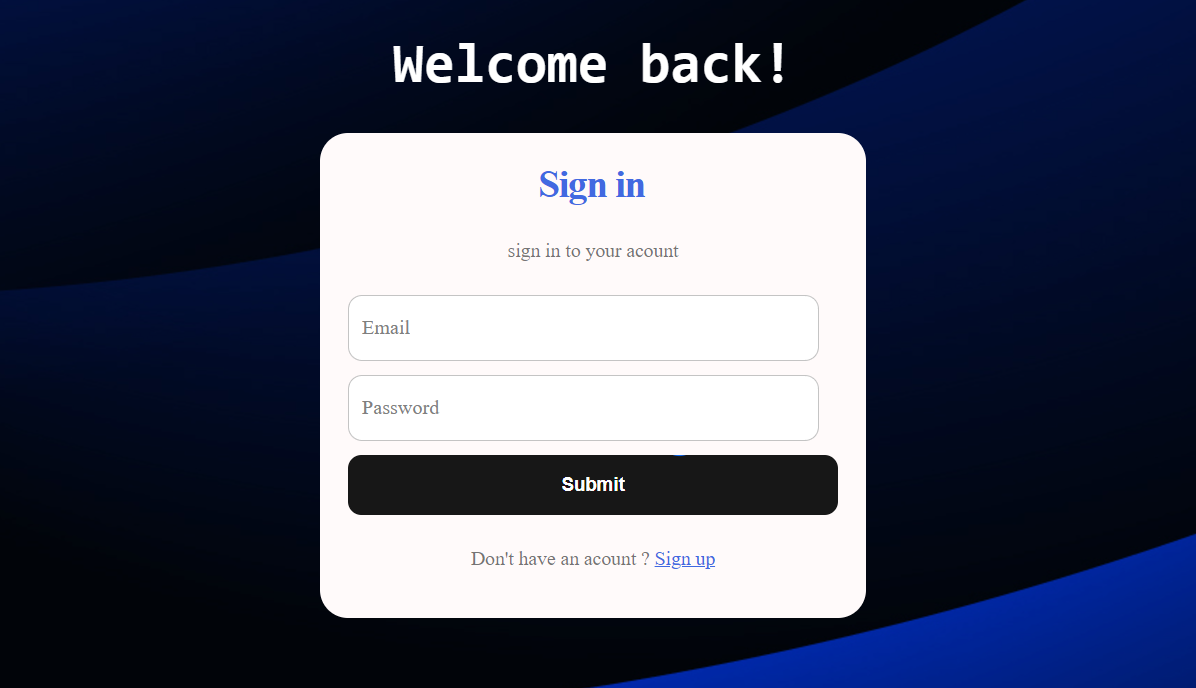 Welcome back!
Sign in
sign in to your acount
Email
Password
Submit
Don't have an acount ? Sign up